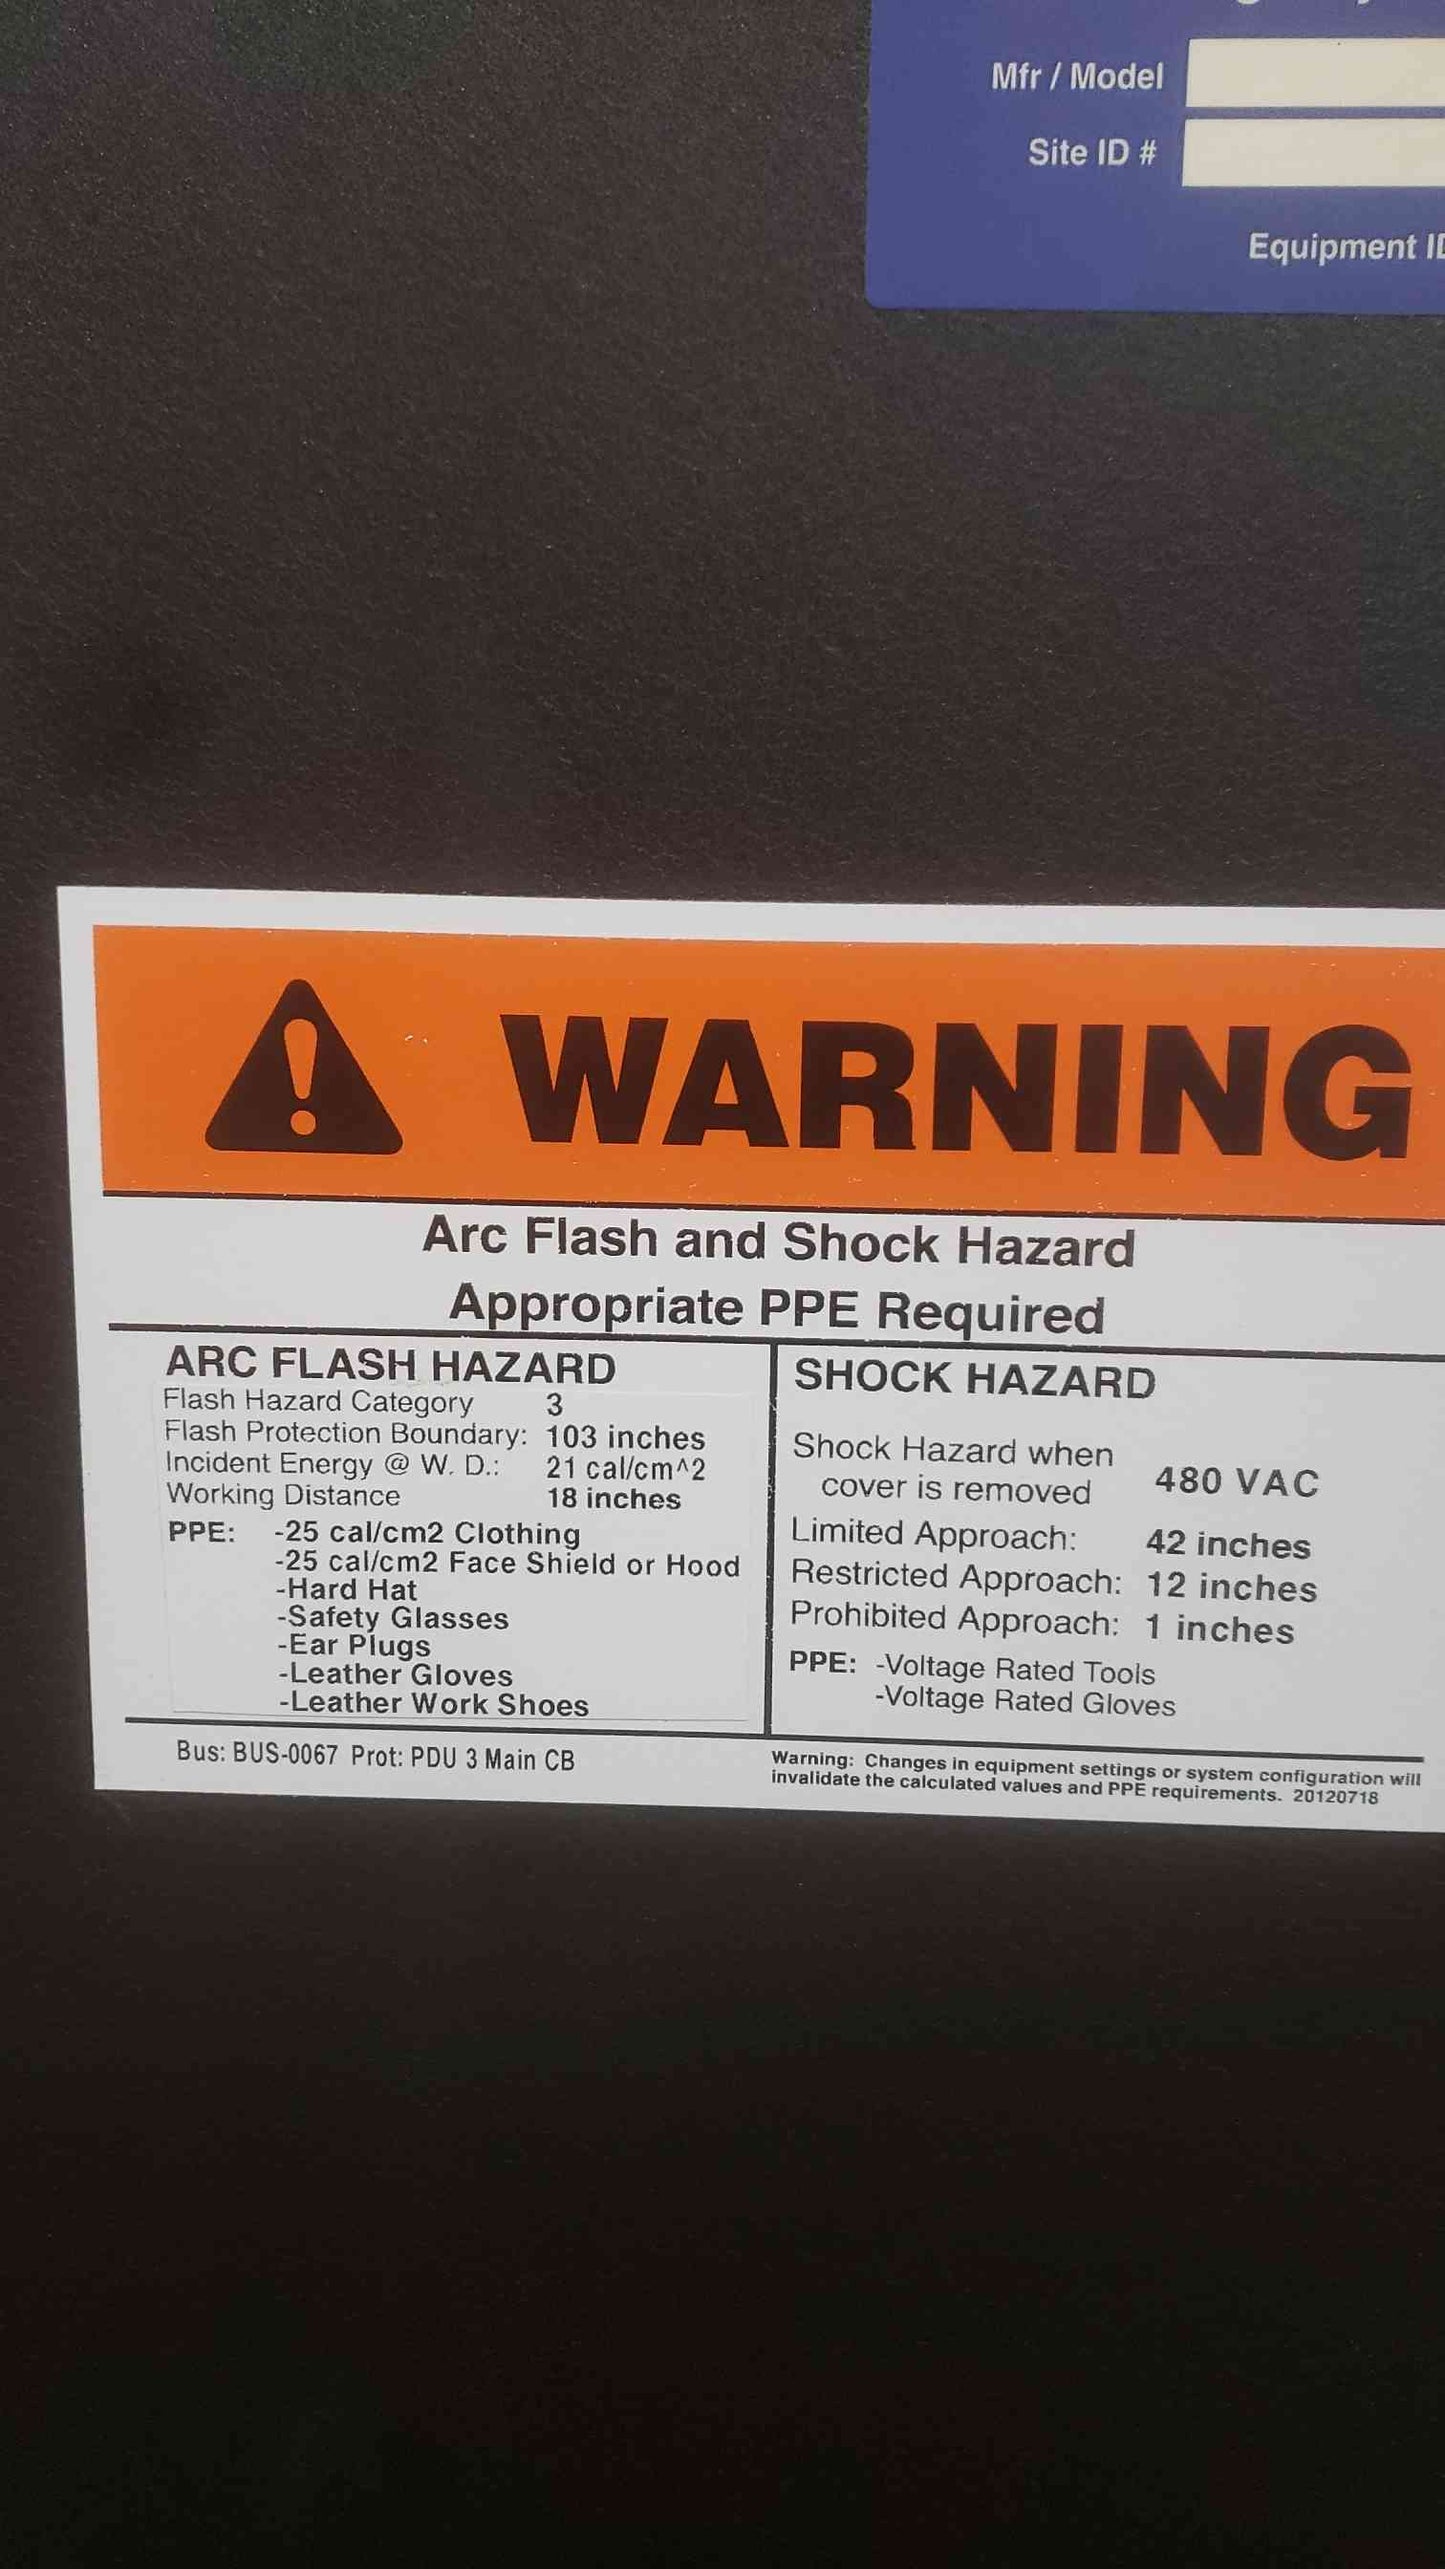 Mfr / Model
Site ID #
Equipment ID
WARNING
Arc Flash and Shock Hazard
Appropriate PPE Required
ARC FLASH HAZARD
Flash Hazard Category 3
Flash Protection Boundary: 103 inches
Incident Energy @ W. D.: 21 cal/cm^2
Working Distance 18 inches
PPE: -25 cal/cm2 Clothing
-25 cal/cm2 Face Shield or Hood
-Hard Hat
-Safety Glasses
-Ear Plugs
-Leather Gloves
-Leather Work Shoes
SHOCK HAZARD
Shock Hazard when
cover is removed 480 VAC
Limited Approach: 42 inches
Restricted Approach: 12 inches
Prohibited Approach: 1 inches
PPE: -Voltage Rated Tools
-Voltage Rated Gloves
Bus: BUS-0067 Prot: PDU 3 Main CB
Warning: Changes in equipment settings or system configuration will
invalidate the calculated values and PPE requirements. 20120718